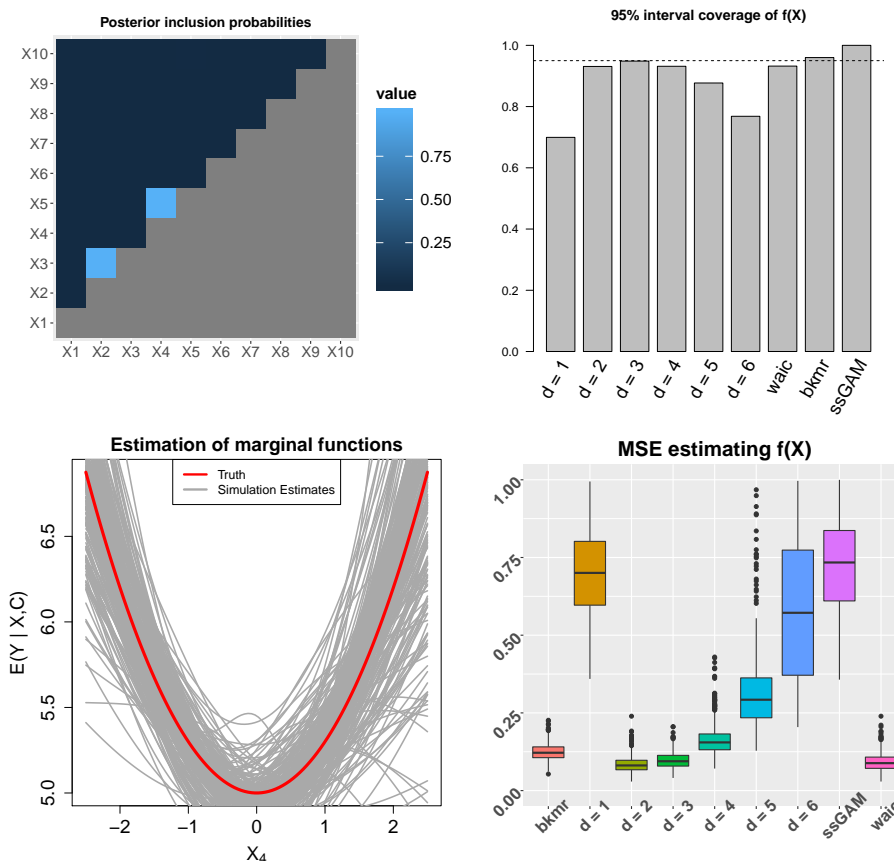 Posterior inclusion probabilities
X10
X9
X8
X7
X6
X5
X4
X3
X2
X1
X1 X2 X3 X4 X5 X6 X7 X8 X9 X10
value
0.75
0.50
0.25
95% interval coverage of f(X)
1.0
0.8
0.6
0.4
0.2
0.0
d = 1 d = 2 d = 3 d = 4 d = 5 d = 6 waic bkmr ssGAM
Estimation of marginal functions
Truth
Simulation Estimates
E(Y | X,C)
6.5
6.0
5.5
5.0
−2 −1 0 1 2
X4
MSE estimating f(X)
1.00
0.75
0.50
0.25
0.00
bkmr d = 1 d = 2 d = 3 d = 4 d = 5 d = 6 ssGAM waic